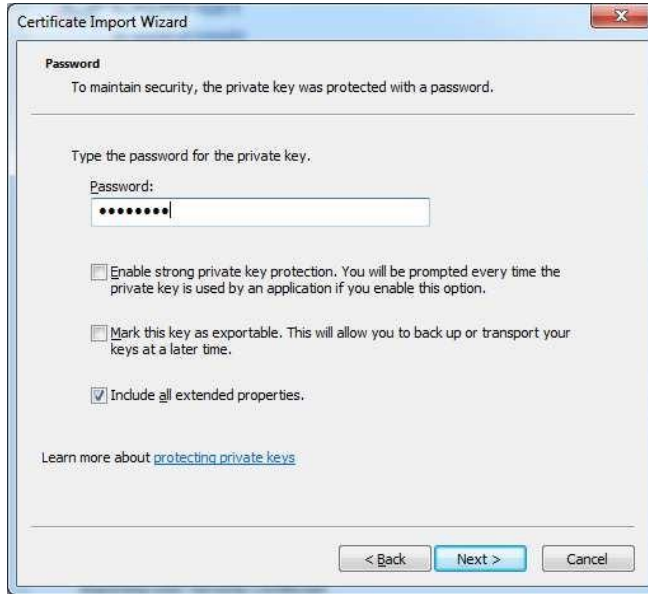 Certificate Import Wizard
Password
To maintain security, the private key was protected with a password.
Type the password for the private key.
Password:
••••••••
Enable strong private key protection. You will be prompted every time the
private key is used by an application if you enable this option.
Mark this key as exportable. This will allow you to back up or transport your
keys at a later time.
Include all extended properties.
Learn more about protecting private keys
< Back Next > Cancel